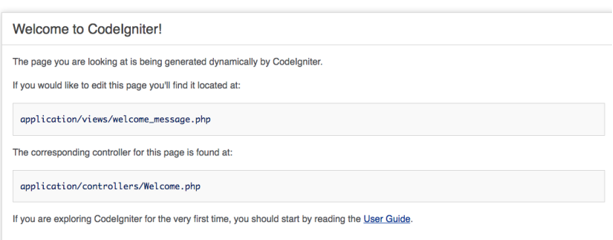 Welcome to CodeIgniter!
The page you are looking at is being generated dynamically by CodeIgniter.
If you would like to edit this page you'll find it located at:
application/views/welcome_message.php
The corresponding controller for this page is found at:
application/controllers/Welcome.php
If you are exploring CodeIgniter for the very first time, you should start by reading the User Guide.